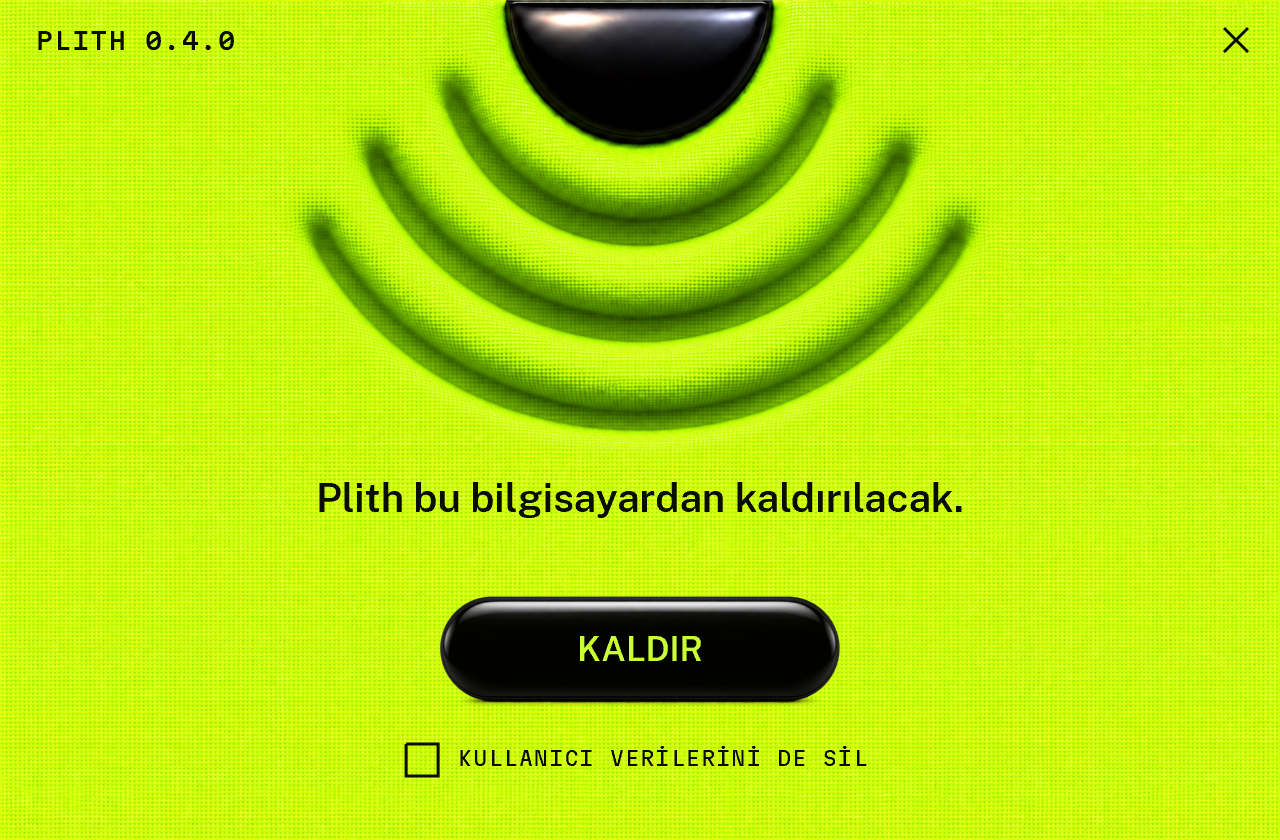 PLITH 0.4.0
Plith bu bilgisayardan kaldırılacak.
KALDIR
KULLANICI VERİLERİNİ DE SİL